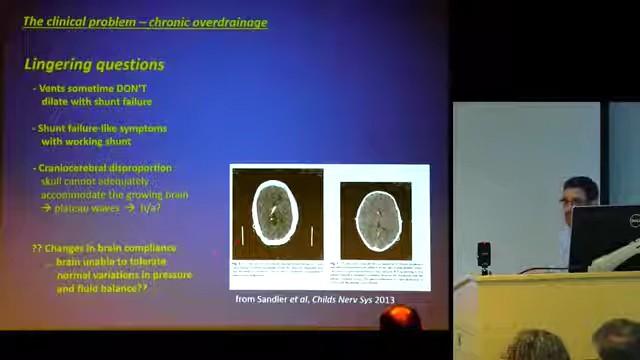 The clinical problem – chronic overdrainage
Lingering questions
- Vents sometime DON'T
dilate with shunt failure
- Shunt failure-like symptoms
with working shunt
- Craniocerebral disproportion
skull cannot adequately
accommodate the growing brain
→ plateau waves → h/a?
?? Changes in brain compliance
... brain unable to tolerate
normal variations in pressure
and fluid balance??
from Sandler et al, Childs Nerv Sys 2013